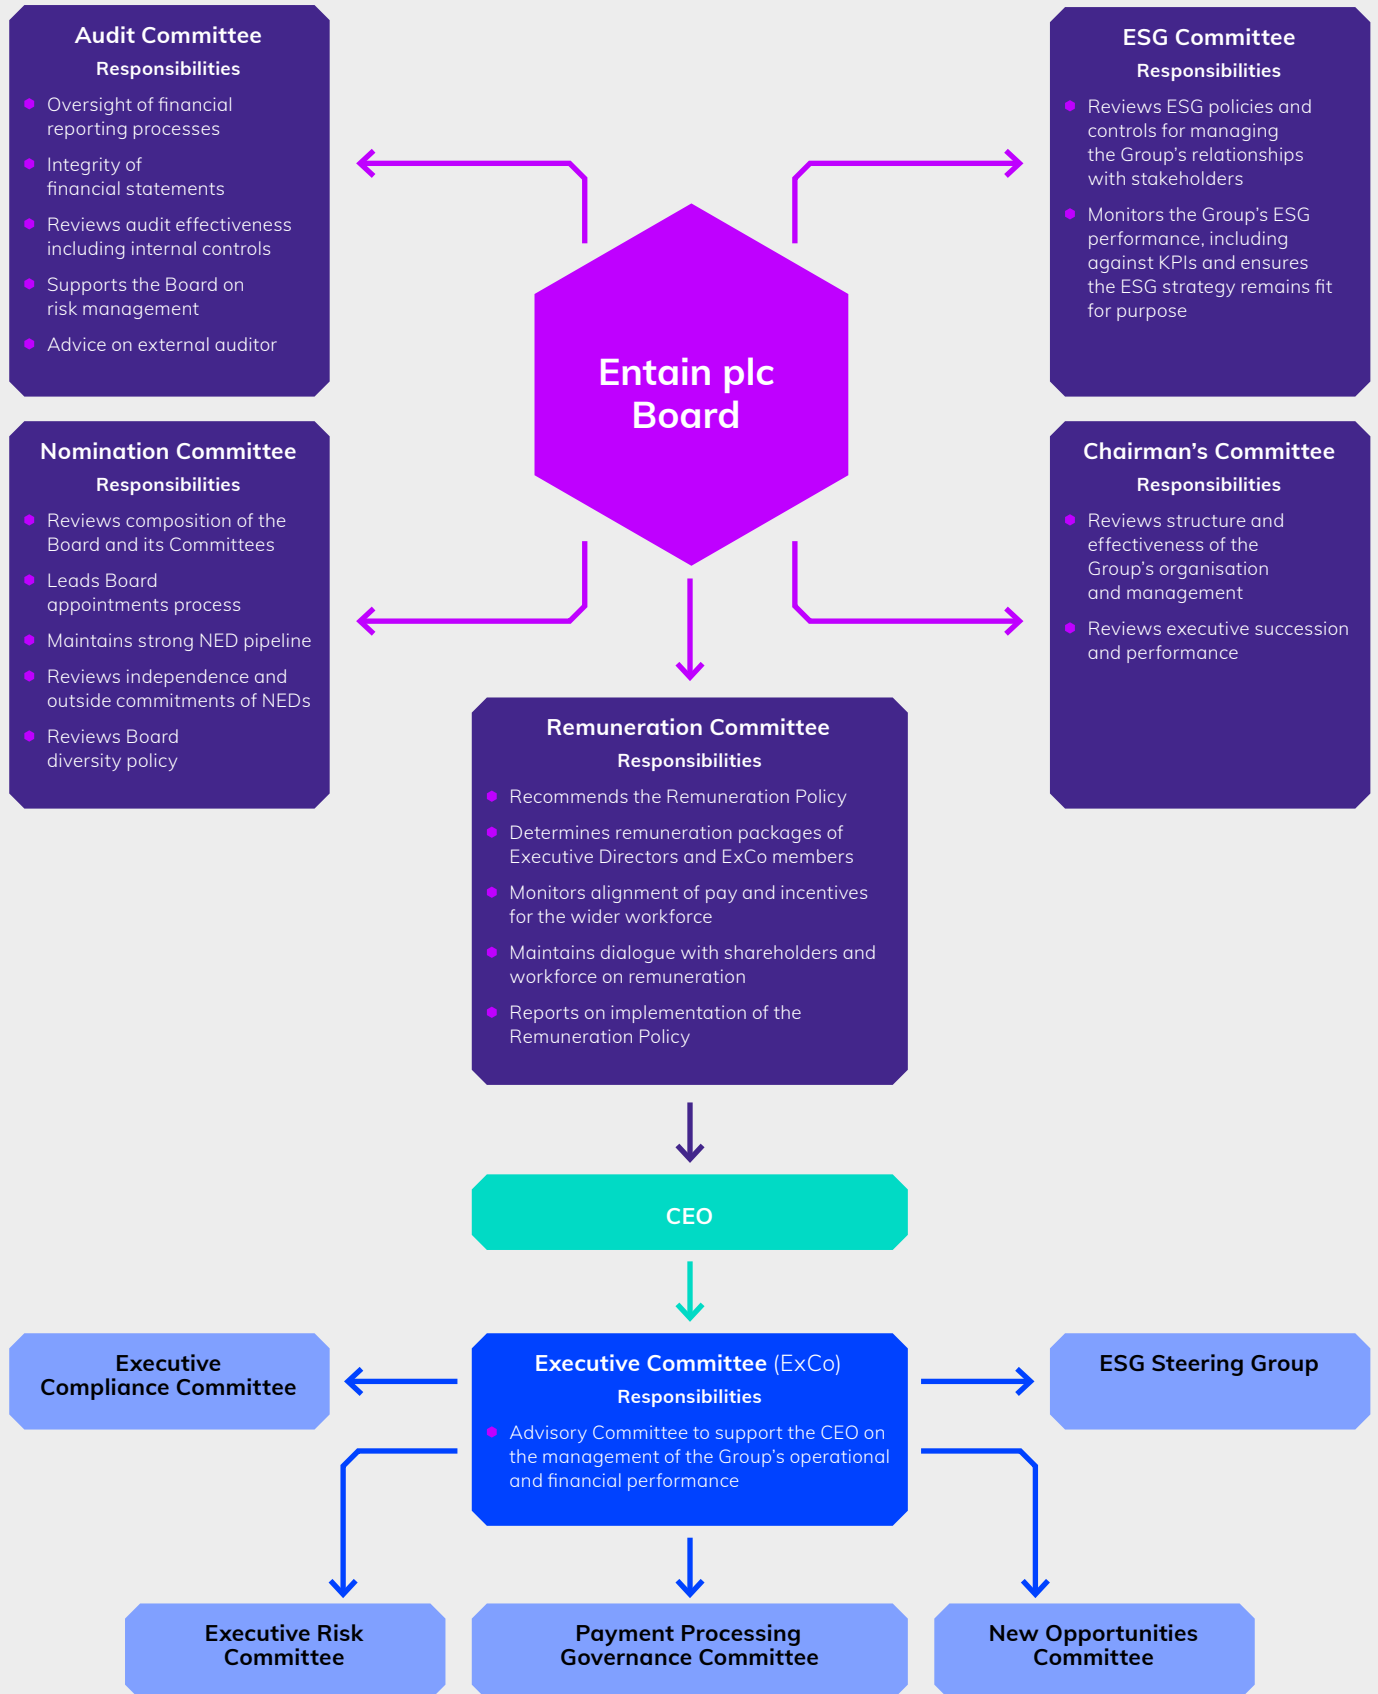 Audit Committee
Responsibilities
Oversight of financial
reporting processes
Integrity of
financial statements
Reviews audit effectiveness
including internal controls
Supports the Board on
risk management
Advice on external auditor
ESG Committee
Responsibilities
Reviews ESG policies and
controls for managing
the Group’s relationships
with stakeholders
Monitors the Group’s ESG
performance, including
against KPIs and ensures
the ESG strategy remains fit
for purpose
Entain plc
Board
Nomination Committee
Responsibilities
Reviews composition of the
Board and its Committees
Leads Board
appointments process
Maintains strong NED pipeline
Reviews independence and
outside commitments of NEDs
Reviews Board
diversity policy
Chairman’s Committee
Responsibilities
Reviews structure and
effectiveness of the
Group’s organisation
and management
Reviews executive succession
and performance
Remuneration Committee
Responsibilities
Recommends the Remuneration Policy
Determines remuneration packages of
Executive Directors and ExCo members
Monitors alignment of pay and incentives
for the wider workforce
Maintains dialogue with shareholders and
workforce on remuneration
Reports on implementation of the
Remuneration Policy
CEO
Executive
Compliance Committee
Executive Committee (ExCo)
Responsibilities
Advisory Committee to support the CEO on
the management of the Group’s operational
and financial performance
ESG Steering Group
Executive Risk
Committee
Payment Processing
Governance Committee
New Opportunities
Committee